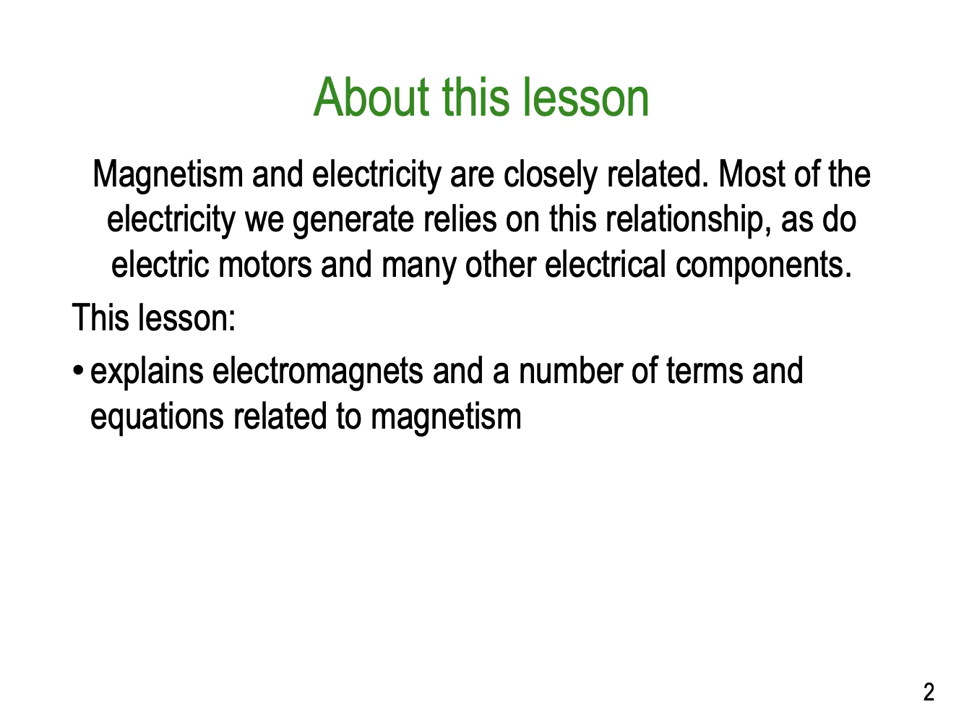 About this lesson
Magnetism and electricity are closely related. Most of the
electricity we generate relies on this relationship, as do
electric motors and many other electrical components.
This lesson:
• explains electromagnets and a number of terms and
equations related to magnetism
2